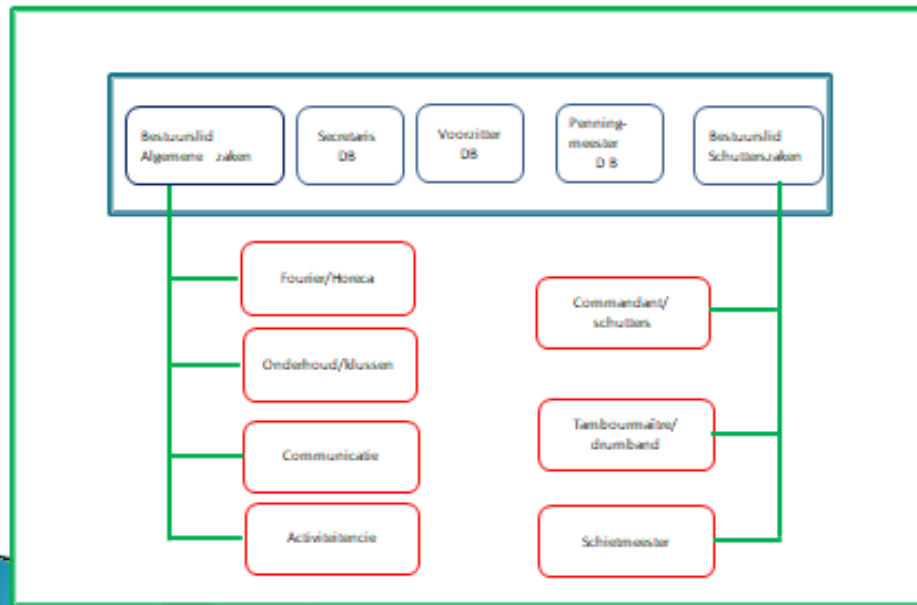 Bestuurslid
Algemene zaken
Secretaris
DB
Voorzitter
DB
Penning-
meester
D B
Bestuurslid
Schutterszaken
Fourier/Horeca
Onderhoud/klussen
Communicatie
Activiteitencie
Commandant/
schutters
Tambourmaître/
drumband
Schietmeester